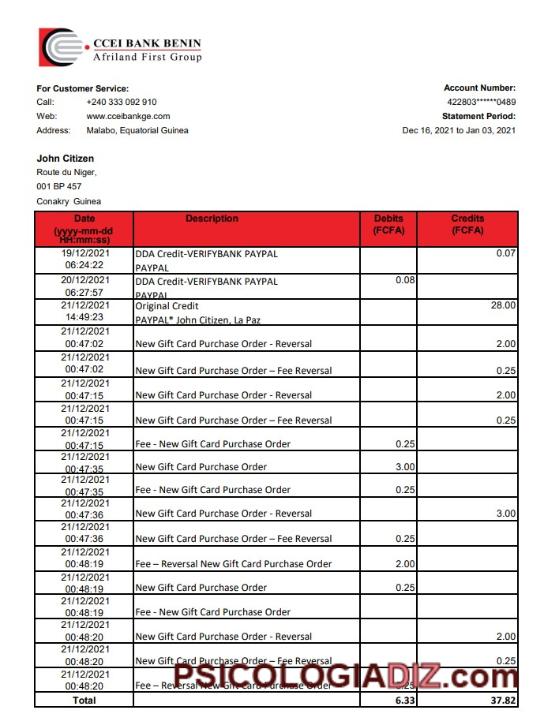 CCEI BANK BENIN
Afriland First Group
For Customer Service:
Call: +240 333 092 910
Web: www.cceibankge.com
Address: Malabo, Equatorial Guinea
Account Number:
422803******0489
Statement Period:
Dec 16, 2021 to Jan 03, 2021
John Citizen
Route du Niger,
001 BP 457
Conakry Guinea
Date (yyyy-mm-dd HH:mm:ss) Description Debits (FCFA) Credits (FCFA)
19/12/2021 06:24:22 DDA Credit-VERIFYBANK PAYPAL PAYPAL 0.07
20/12/2021 06:27:57 DDA Credit-VERIFYBANK PAYPAL PAYPAL 0.08
21/12/2021 14:49:23 Original Credit PAYPAL* John Citizen, La Paz 28.00
21/12/2021 00:47:02 New Gift Card Purchase Order - Reversal 2.00
21/12/2021 00:47:02 New Gift Card Purchase Order – Fee Reversal 0.25
21/12/2021 00:47:15 New Gift Card Purchase Order - Reversal 2.00
21/12/2021 00:47:15 New Gift Card Purchase Order – Fee Reversal 0.25
21/12/2021 00:47:15 Fee - New Gift Card Purchase Order 0.25
21/12/2021 00:47:35 New Gift Card Purchase Order 3.00
21/12/2021 00:47:35 Fee - New Gift Card Purchase Order 0.25
21/12/2021 00:47:36 New Gift Card Purchase Order - Reversal 3.00
21/12/2021 00:47:36 New Gift Card Purchase Order – Fee Reversal 0.25
21/12/2021 00:48:19 Fee – Reversal New Gift Card Purchase Order 2.00
21/12/2021 00:48:19 New Gift Card Purchase Order 0.25
21/12/2021 00:48:19 Fee - New Gift Card Purchase Order
21/12/2021 00:48:20 New Gift Card Purchase Order - Reversal 2.00
21/12/2021 00:48:20 New Gift Card Purchase Order – Fee Reversal 0.25
21/12/2021 00:48:20 Fee – Reversal New Gift Card Purchase Order 0.25
Total 6.33 37.82
PSICOLOGIADIZ.com